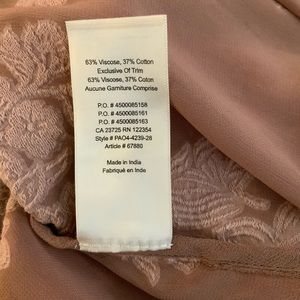 63% Viscose, 37% Cotton
Exclusive Of Trim
63% Viscose, 37% Coton
Aucune Garniture Comprise
P.O. # 4500085158
P.O. # 4500085161
P.O. # 4500085163
CA 23725 RN 122354
Style # PAO4-4239-28
Article # 67880
Made in India
Fabriqué en Inde